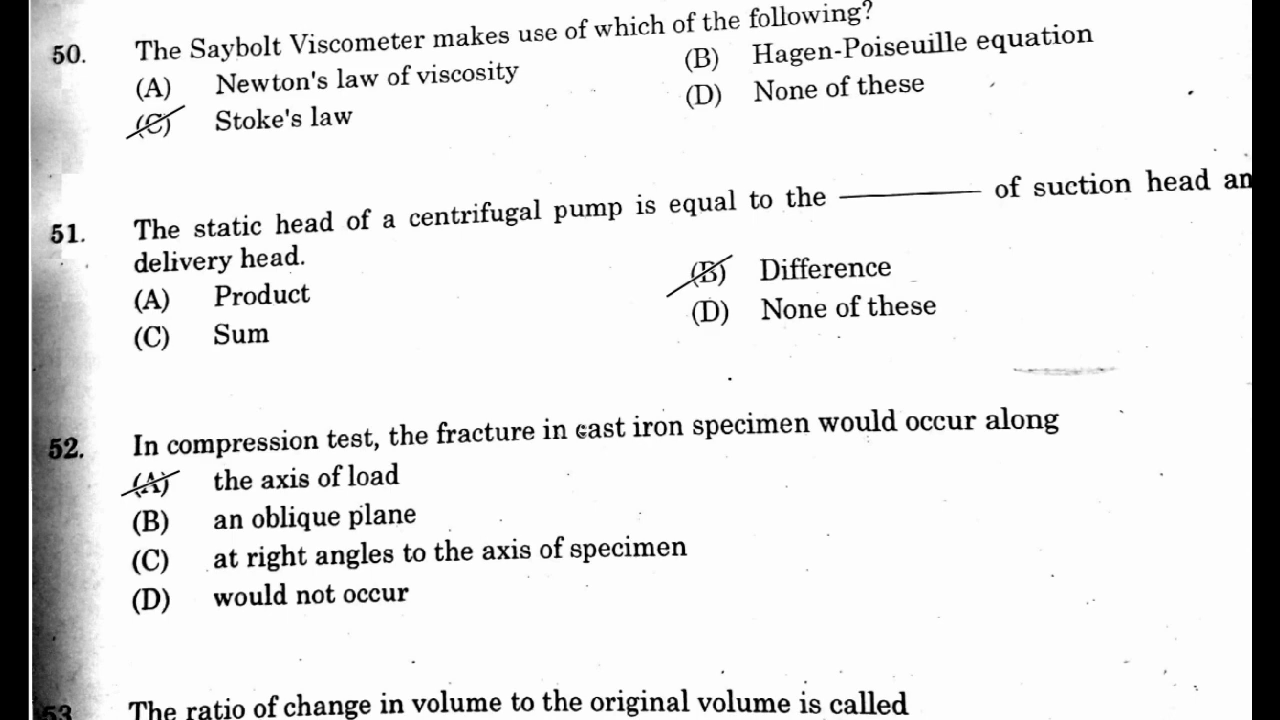 50. The Saybolt Viscometer makes use of which of the following?
(A) Newton's law of viscosity (B) Hagen-Poiseuille equation
(C) Stoke's law (D) None of these
51. The static head of a centrifugal pump is equal to the ———— of suction head an
delivery head.
(A) Product (B) Difference
(C) Sum (D) None of these
52. In compression test, the fracture in cast iron specimen would occur along
(A) the axis of load
(B) an oblique plane
(C) at right angles to the axis of specimen
(D) would not occur
53 The ratio of change in volume to the original volume is called